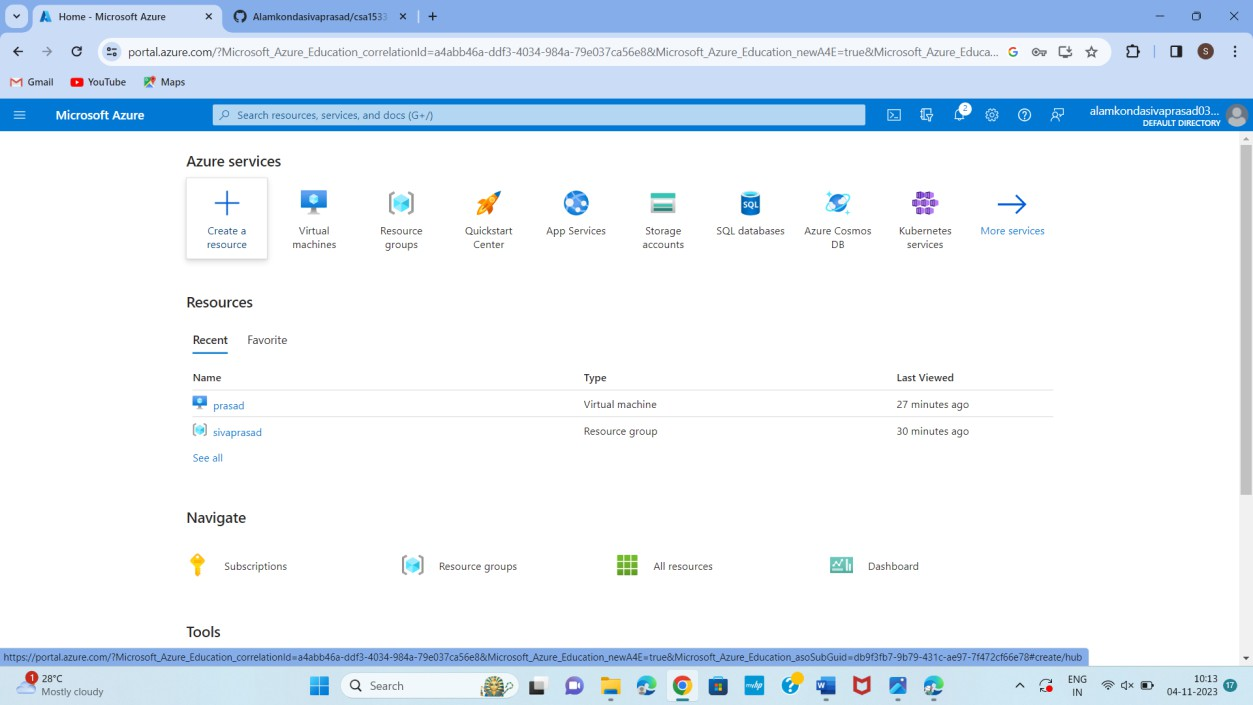 Home - Microsoft Azure
Alamkondasivaprasad/csa1533
portal.azure.com/?Microsoft_Azure_Education_correlationId=a4abb46a-ddf3-4034-984a-79e037ca56e8&Microsoft_Azure_Education_newA4E=true&Microsoft_Azure_Educa...
S
Gmail YouTube Maps
Microsoft Azure
Search resources, services, and docs (G+/)
2
alamkondasivaprasad03...
DEFAULT DIRECTORY
Azure services
Create a resource
Virtual machines
Resource groups
Quickstart Center
App Services
Storage accounts
SQL
SQL databases
Azure Cosmos DB
Kubernetes services
More services
Resources
Recent Favorite
Name Type Last Viewed
prasad Virtual machine 27 minutes ago
sivaprasad Resource group 30 minutes ago
See all
Navigate
Subscriptions Resource groups All resources Dashboard
Tools
https://portal.azure.com/?Microsoft_Azure_Education_correlationId=a4abb46a-ddf3-4034-984a-79e037ca56e8&Microsoft_Azure_Education_newA4E=true&Microsoft_Azure_Education_asoSubGuid=db9f3fb7-9b79-431c-ae97-7f472cf66e78#create/hub
1
28°C
Mostly cloudy
Search
myhp
ENG
IN
10:13
04-11-2023
17